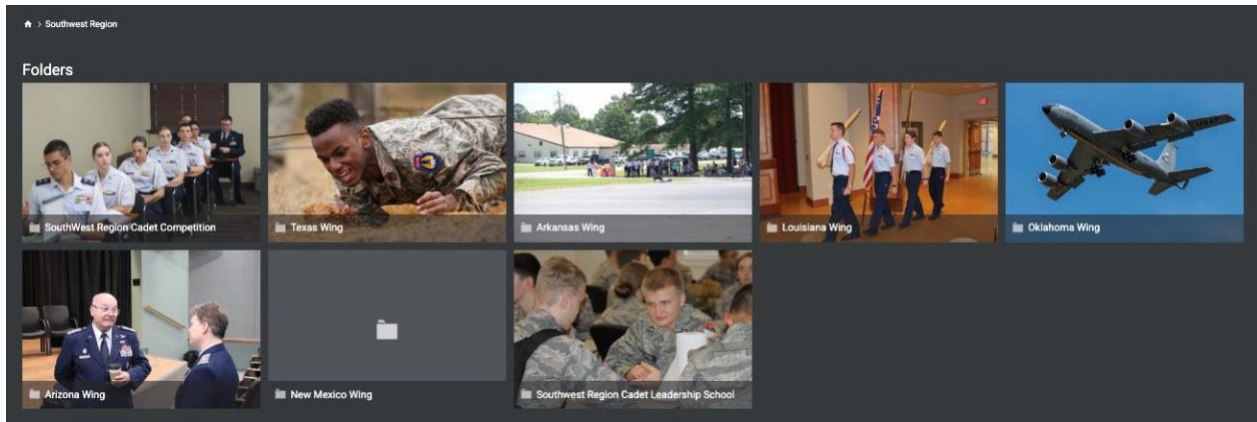 > Southwest Region
Folders
SouthWest Region Cadet Competition
Texas Wing
Arkansas Wing
Louisiana Wing
Oklahoma Wing
Arizona Wing
New Mexico Wing
Southwest Region Cadet Leadership School